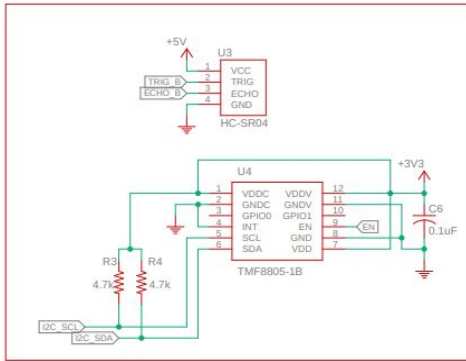 +5V
U3
1 VCC
TRIG_B 2 TRIG
ECHO_B 3 ECHO
4 GND
HC-SR04
U4
+3V3
1 VDDC VDDV 12
2 GNDC GNDV 11
3 GPIO0 GPIO1 10
4 INT EN 9 EN
5 SCL GND 8
6 SDA VDD 7
C6
0.1uF
TMF8805-1B
R3 R4
4.7k 4.7k
I2C_SCL
I2C_SDA